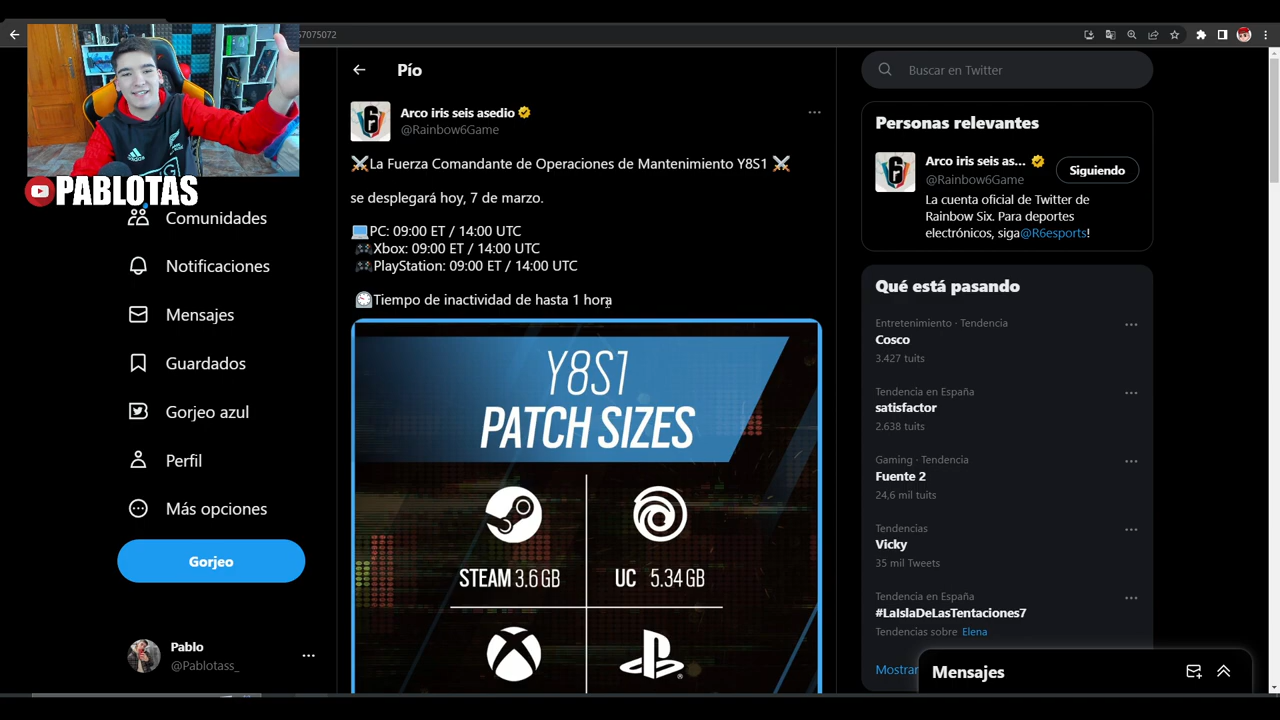 67075072
PABLOTAS
Comunidades
Notificaciones
Mensajes
Guardados
Gorjeo azul
Perfil
Más opciones
Gorjeo
Pablo
@Pablotass_
Pío
Arco iris seis asedio
@Rainbow6Game
⚔️La Fuerza Comandante de Operaciones de Mantenimiento Y8S1 ⚔️
se desplegará hoy, 7 de marzo.
💻PC: 09:00 ET / 14:00 UTC
🎮Xbox: 09:00 ET / 14:00 UTC
🎮PlayStation: 09:00 ET / 14:00 UTC
🕒Tiempo de inactividad de hasta 1 hora
Y8S1
PATCH SIZES
STEAM 3.6 GB
UC 5.34 GB
Buscar en Twitter
Personas relevantes
Arco iris seis as...
@Rainbow6Game
Siguiendo
La cuenta oficial de Twitter de
Rainbow Six. Para deportes
electrónicos, siga@R6esports!
Qué está pasando
Entretenimiento · Tendencia
Cosco
3.427 tuits
Tendencia en España
satisfactor
2.638 tuits
Gaming · Tendencia
Fuente 2
24,6 mil tuits
Tendencias
Vicky
35 mil Tweets
Tendencia en España
#LaIslaDeLasTentaciones7
Tendencias sobre Elena
Mostrar
Mensajes